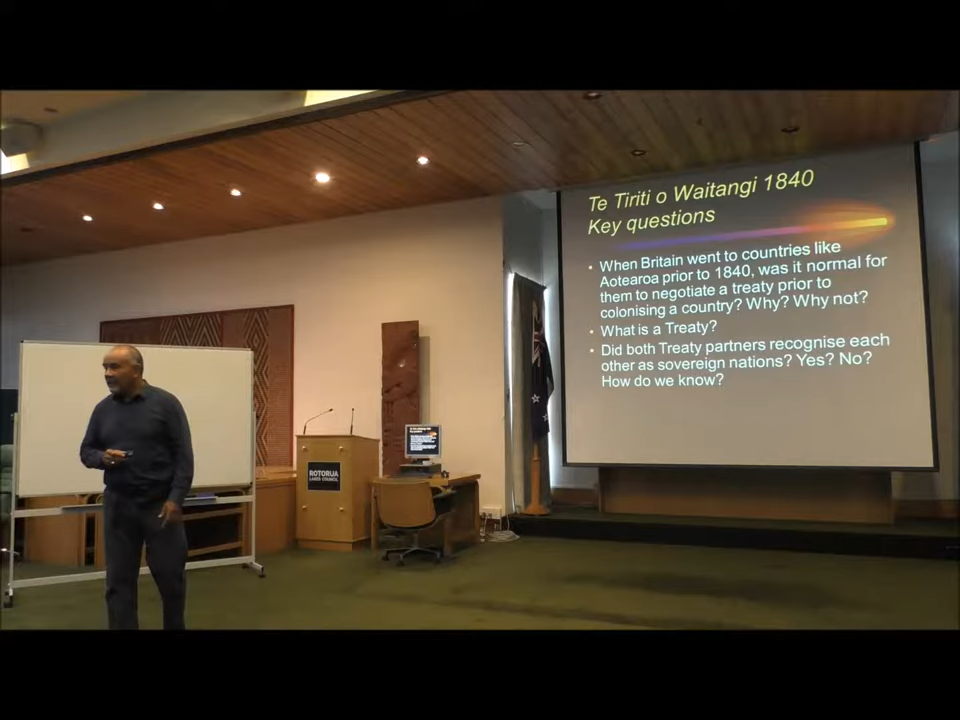 Te Tiriti o Waitangi 1840
Key questions
• When Britain went to countries like
Aotearoa prior to 1840, was it normal for
them to negotiate a treaty prior to
colonising a country? Why? Why not?
• What is a Treaty?
• Did both Treaty partners recognise each
other as sovereign nations? Yes? No?
How do we know?
ROTORUA
LAKES COUNCIL